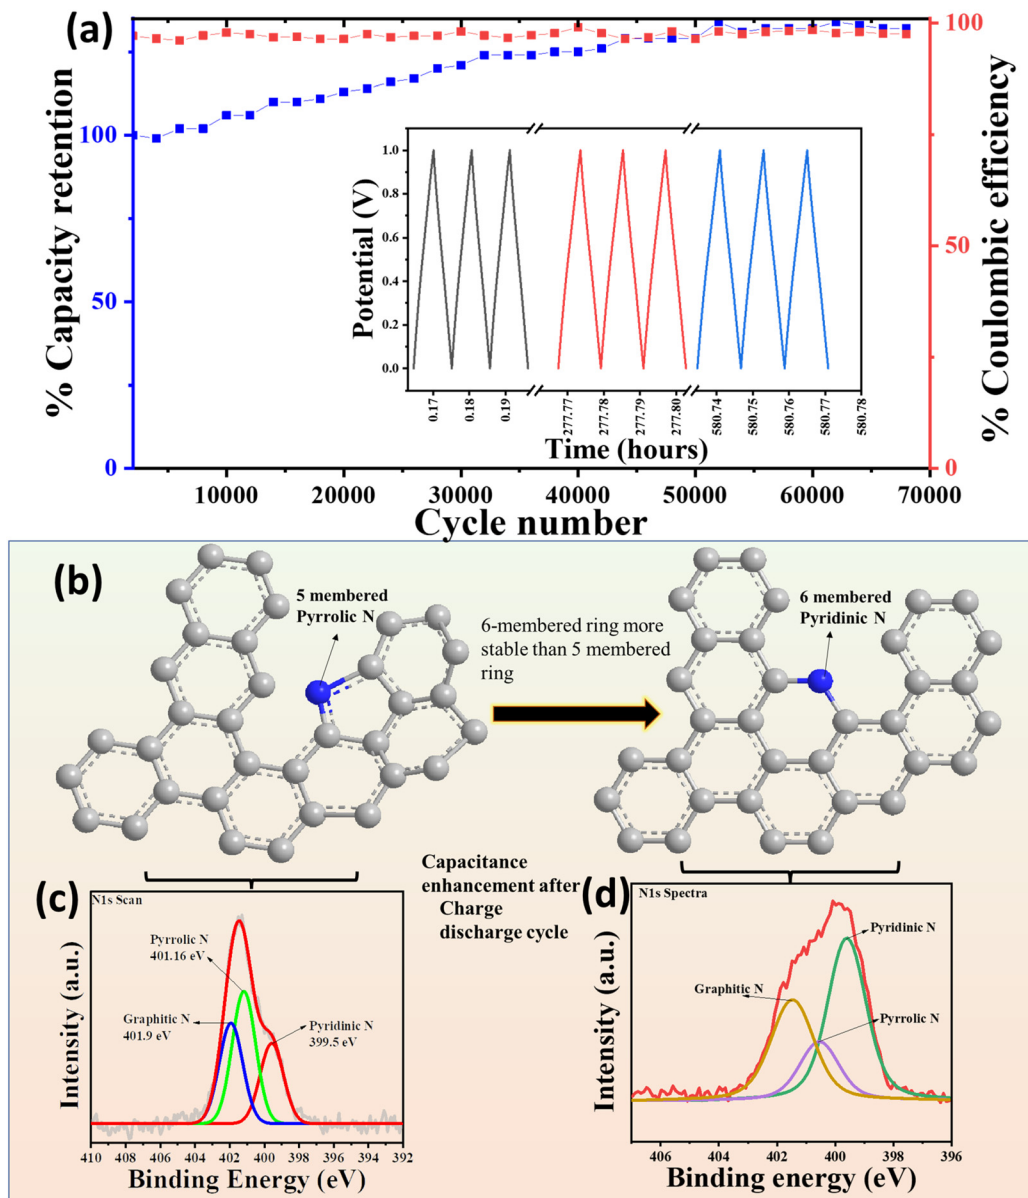 (a)
% Capacity retention
100
50
0
% Coulombic efficiency
100
50
0
10000 20000 30000 40000 50000 60000 70000
Cycle number
Potential (V)
1.0
0.8
0.6
0.4
0.2
0.0
0.17 0.18 0.19 277.77 277.78 277.79 277.80 580.74 580.75 580.76 580.77 580.78
Time (hours)
(b)
5 membered
Pyrrolic N
6-membered ring more
stable than 5 membered
ring
6 membered
Pyridinic N
Capacitance
enhancement after
Charge
discharge cycle
(c)
N1s Scan
Pyrrolic N
401.16 eV
Graphitic N
401.9 eV
Pyridinic N
399.5 eV
Intensity (a.u.)
410 408 406 404 402 400 398 396 394 392
Binding Energy (eV)
(d)
N1s Spectra
Pyridinic N
Graphitic N
Pyrrolic N
Intensity (a.u.)
406 404 402 400 398 396
Binding energy (eV)